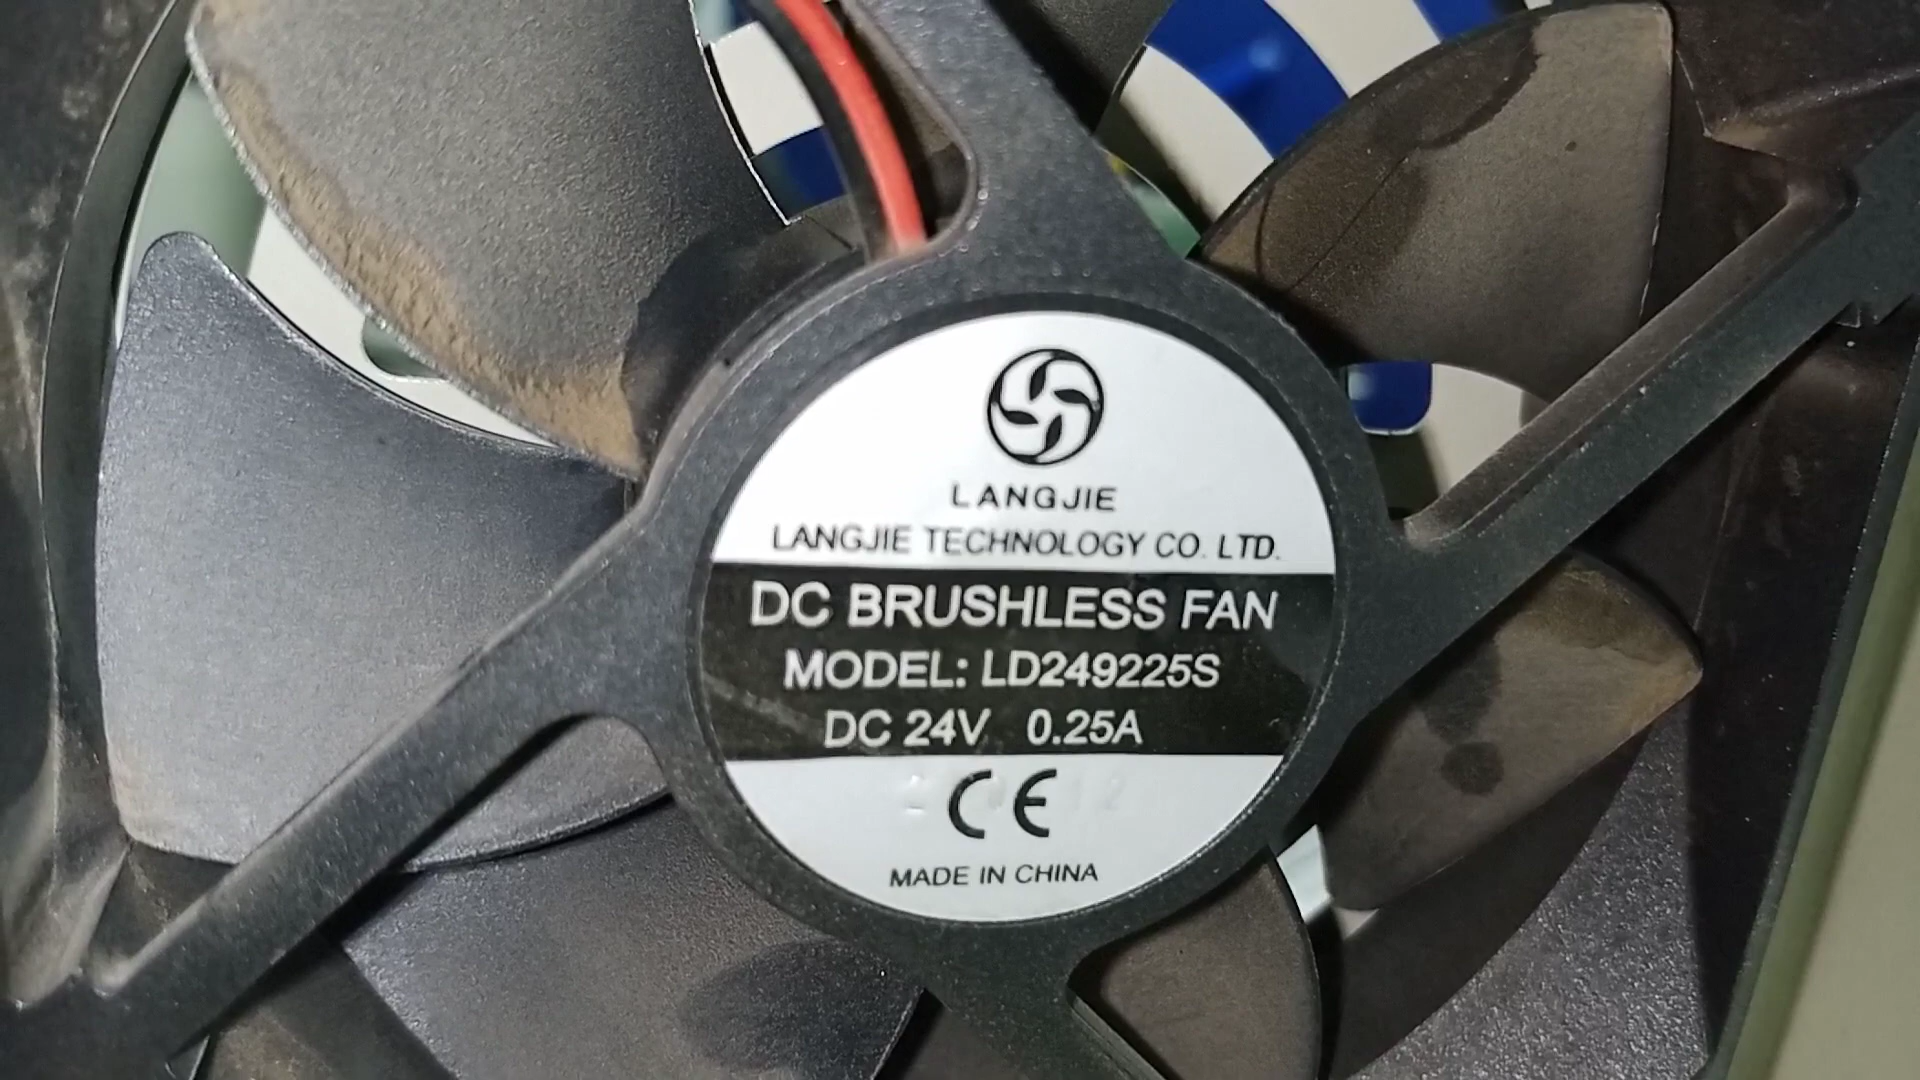 LANGJIE
LANGJIE TECHNOLOGY CO. LTD.
DC BRUSHLESS FAN
MODEL: LD249225S
DC 24V 0.25A
CE
MADE IN CHINA